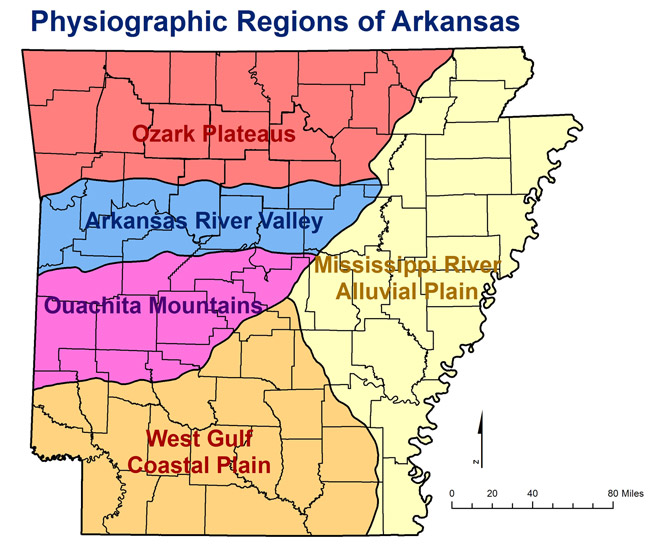 Physiographic Regions of Arkansas
Ozark Plateaus
Arkansas River Valley
Mississippi River
Alluvial Plain
Ouachita Mountains
West Gulf
Coastal Plain
N
0 20 40 80 Miles